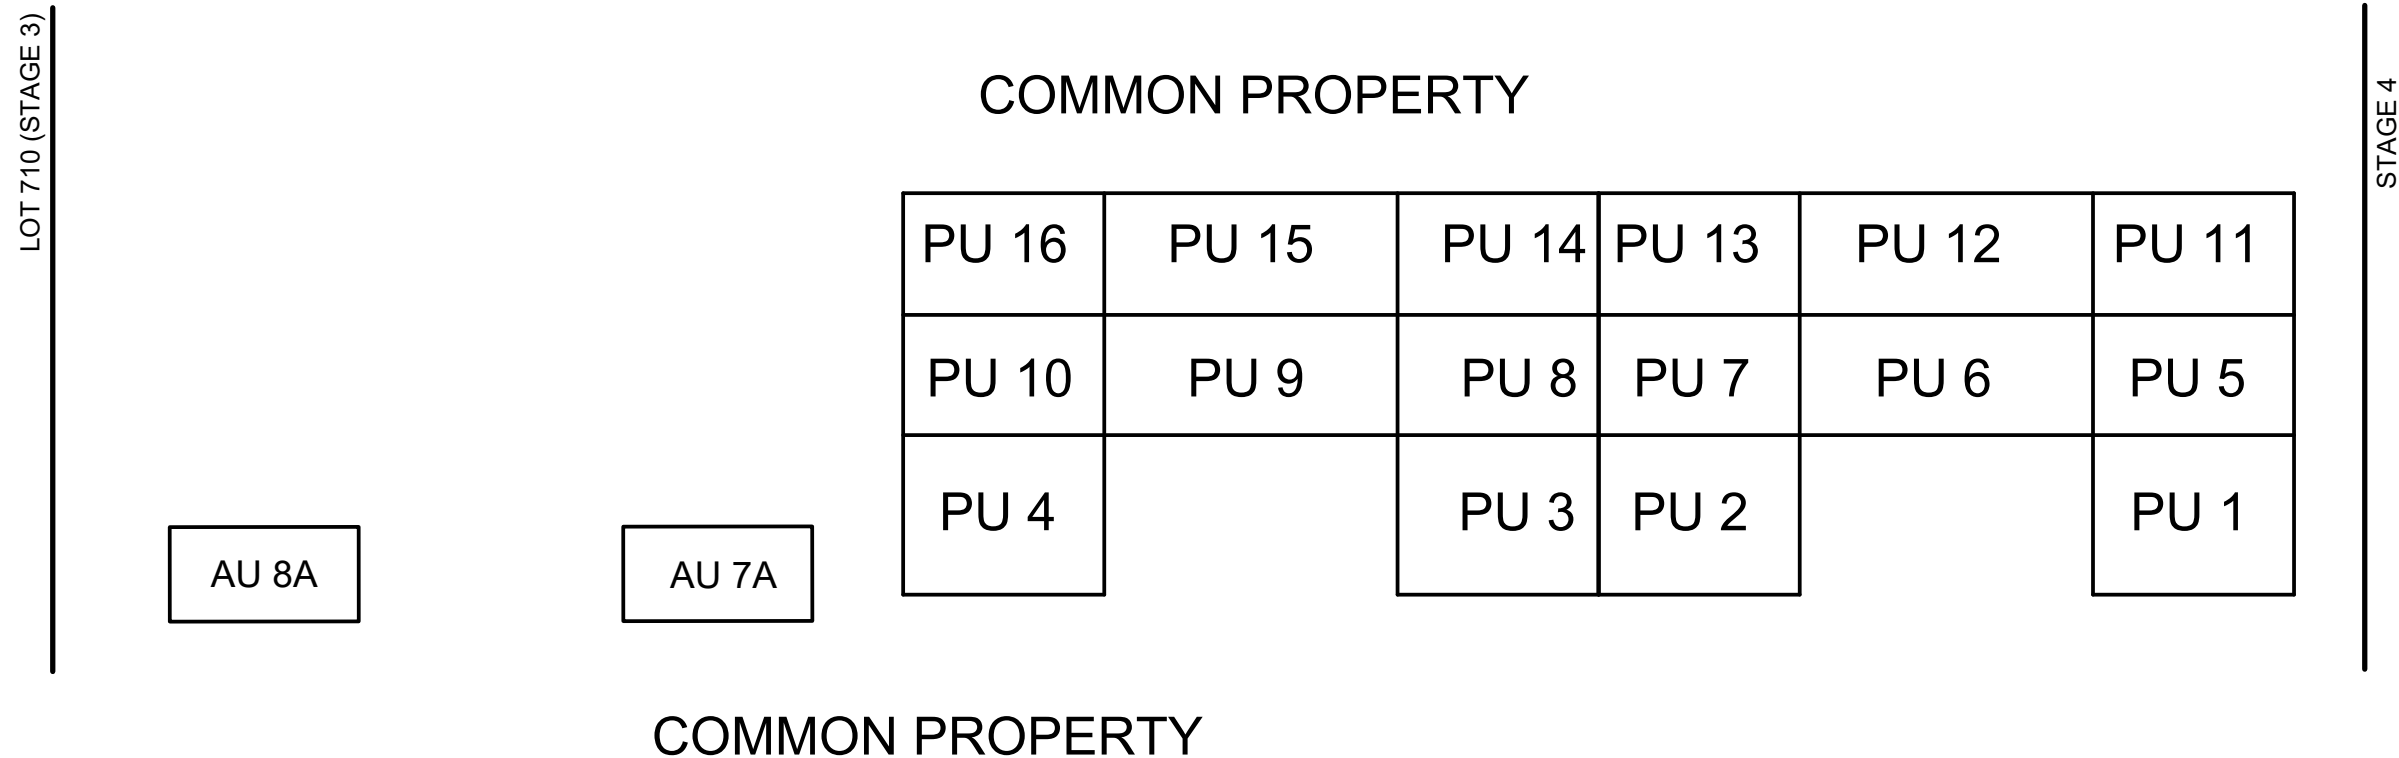 LOT 710 (STAGE 3)
COMMON PROPERTY
STAGE 4
PU 16 PU 15 PU 14 PU 13 PU 12 PU 11
PU 10 PU 9 PU 8 PU 7 PU 6 PU 5
PU 4 PU 3 PU 2 PU 1
AU 8A AU 7A
COMMON PROPERTY